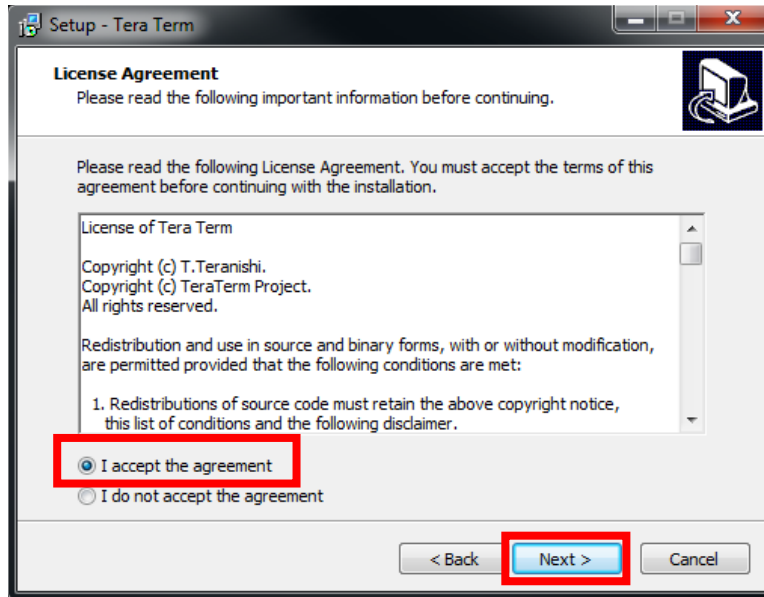 Setup - Tera Term
License Agreement
Please read the following important information before continuing.
Please read the following License Agreement. You must accept the terms of this
agreement before continuing with the installation.
License of Tera Term
Copyright (c) T.Teranishi.
Copyright (c) TeraTerm Project.
All rights reserved.
Redistribution and use in source and binary forms, with or without modification,
are permitted provided that the following conditions are met:
1. Redistributions of source code must retain the above copyright notice,
this list of conditions and the following disclaimer.
I accept the agreement
I do not accept the agreement
< Back Next > Cancel